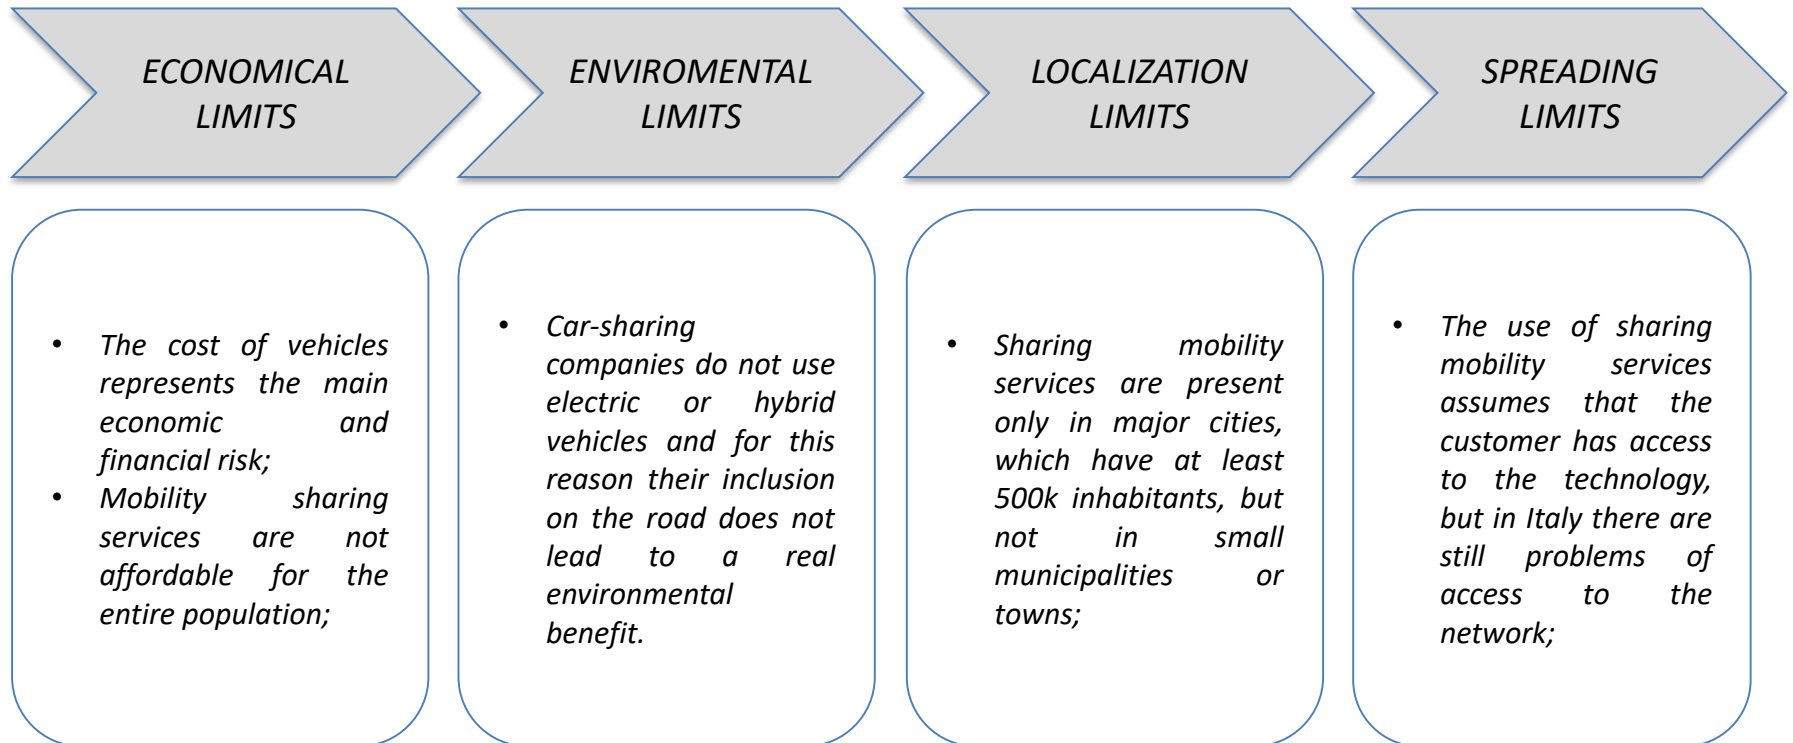 ECONOMICAL
LIMITS
• The cost of vehicles
represents the main
economic and
financial risk;
• Mobility sharing
services are not
affordable for the
entire population;
ENVIROMENTAL
LIMITS
• Car-sharing
companies do not use
electric or hybrid
vehicles and for this
reason their inclusion
on the road does not
lead to a real
environmental
benefit.
LOCALIZATION
LIMITS
• Sharing mobility
services are present
only in major cities,
which have at least
500k inhabitants, but
not in small
municipalities or
towns;
SPREADING
LIMITS
• The use of sharing
mobility services
assumes that the
customer has access
to the technology,
but in Italy there are
still problems of
access to the
network;